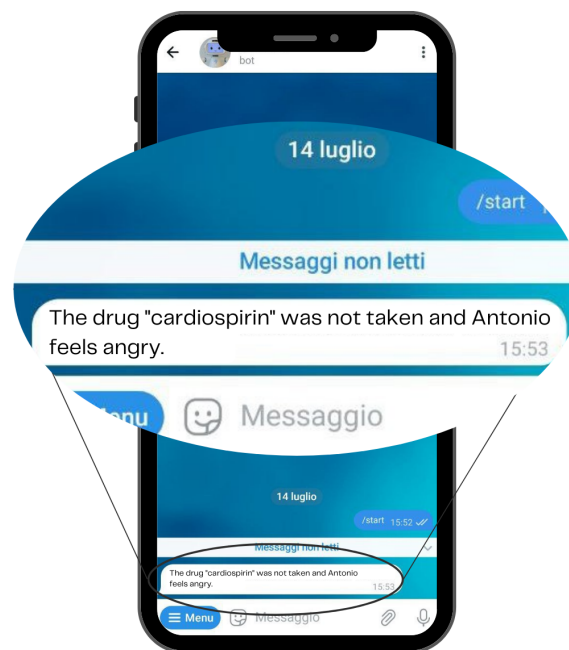 bot
14 luglio
/start
Messaggi non letti
The drug "cardiospirin" was not taken and Antonio
feels angry.
15:53
Menu
Messaggio
14 luglio
/start 15:52
Messaggi non letti
The drug "cardiospirin" was not taken and Antonio
feels angry.
15:53
Menu
Messaggio